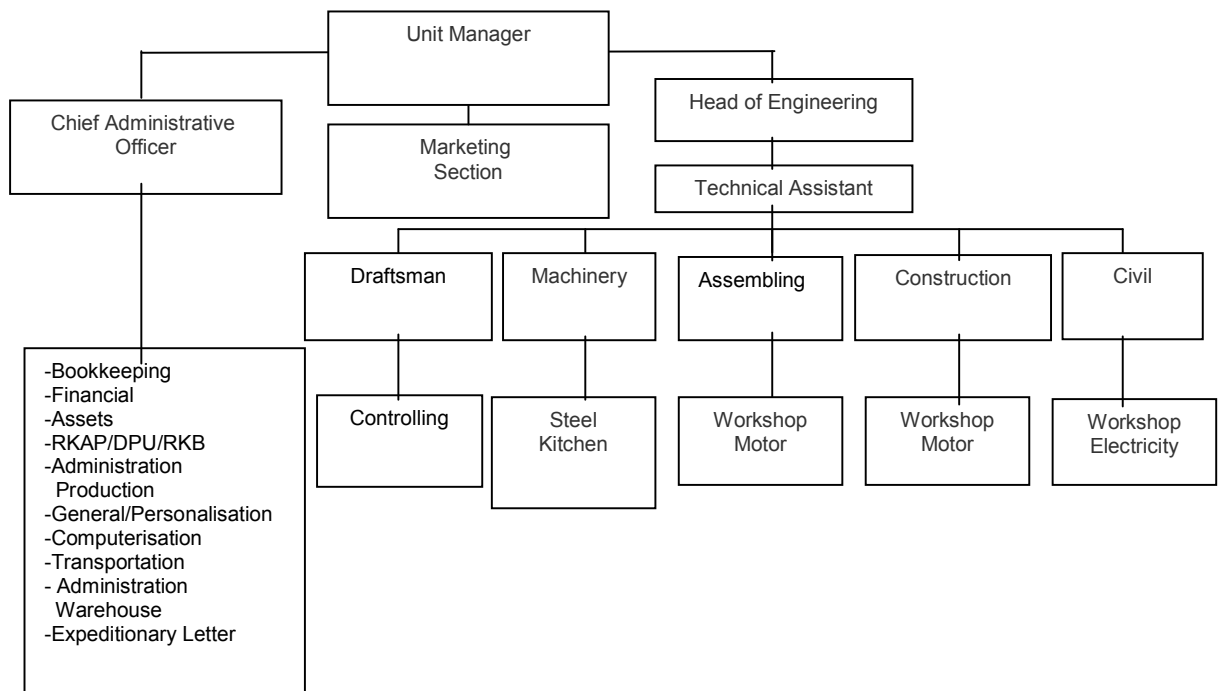 Unit Manager
Chief Administrative
Officer
Marketing
Section
Head of Engineering
Technical Assistant
Draftsman
Machinery
Assembling
Construction
Civil
Controlling
Steel
Kitchen
Workshop
Motor
Workshop
Motor
Workshop
Electricity
-Bookkeeping
-Financial
-Assets
-RKAP/DPU/RKB
-Administration
Production
-General/Personalisation
-Computerisation
-Transportation
- Administration
Warehouse
-Expeditionary Letter